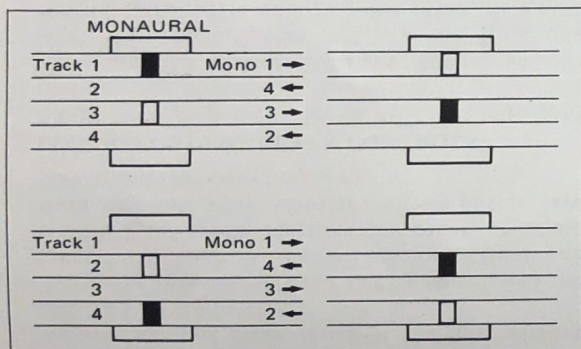 MONAURAL
Track 1 Mono 1 →
2 4 ←
3 3 →
4 2 ←
Track 1 Mono 1 →
2 4 ←
3 3 →
4 2 ←